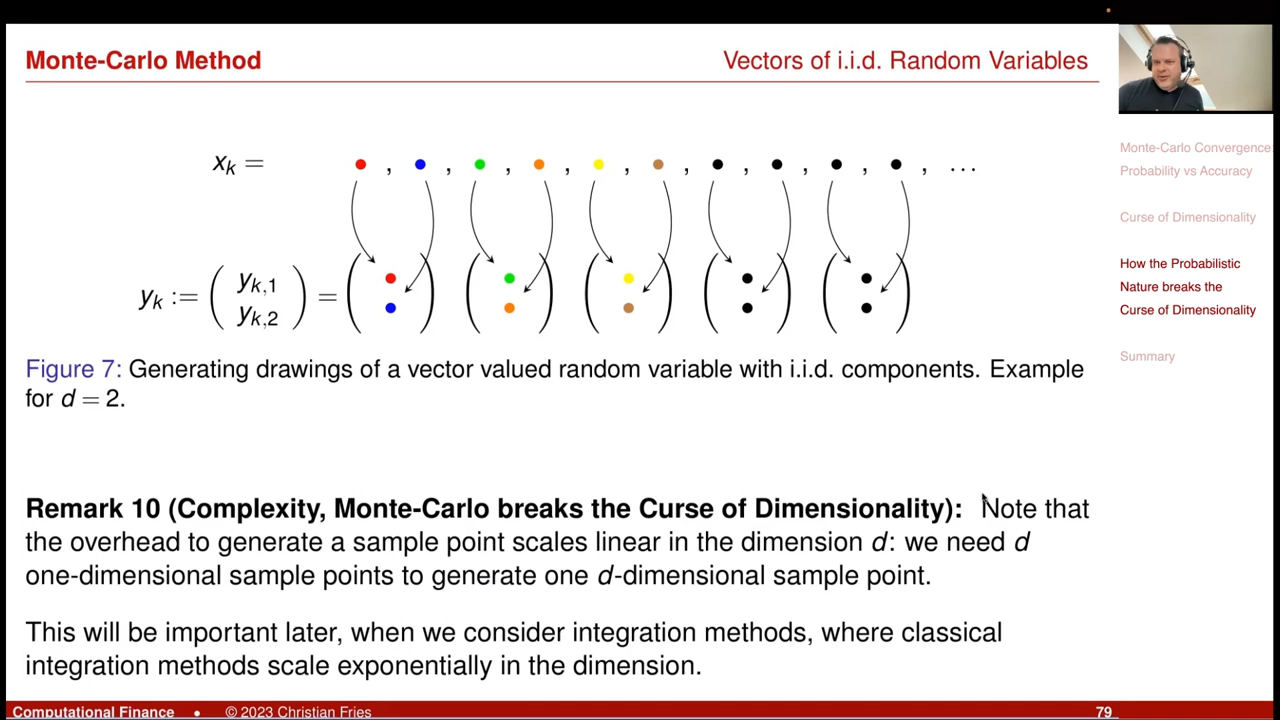 Monte-Carlo Method
Vectors of i.i.d. Random Variables
x_k = , , , , , , , , , , ...
y_k := ( y_{k,1} y_{k,2} ) =
Figure 7: Generating drawings of a vector valued random variable with i.i.d. components. Example
for d = 2.
Remark 10 (Complexity, Monte-Carlo breaks the Curse of Dimensionality): Note that
the overhead to generate a sample point scales linear in the dimension d: we need d
one-dimensional sample points to generate one d-dimensional sample point.
This will be important later, when we consider integration methods, where classical
integration methods scale exponentially in the dimension.
Monte-Carlo Convergence:
Probability vs Accuracy
Curse of Dimensionality
How the Probabilistic
Nature breaks the
Curse of Dimensionality
Summary
Computational Finance • © 2023 Christian Fries
79